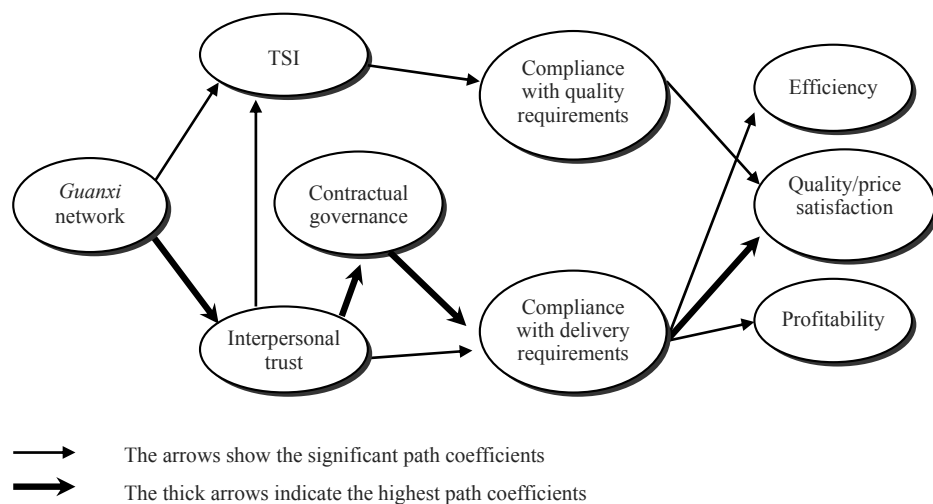 TSI
Compliance
with quality
requirements
Efficiency
Guanxi
network
Contractual
governance
Quality/price
satisfaction
Interpersonal
trust
Compliance
with delivery
requirements
Profitability
The arrows show the significant path coefficients
The thick arrows indicate the highest path coefficients